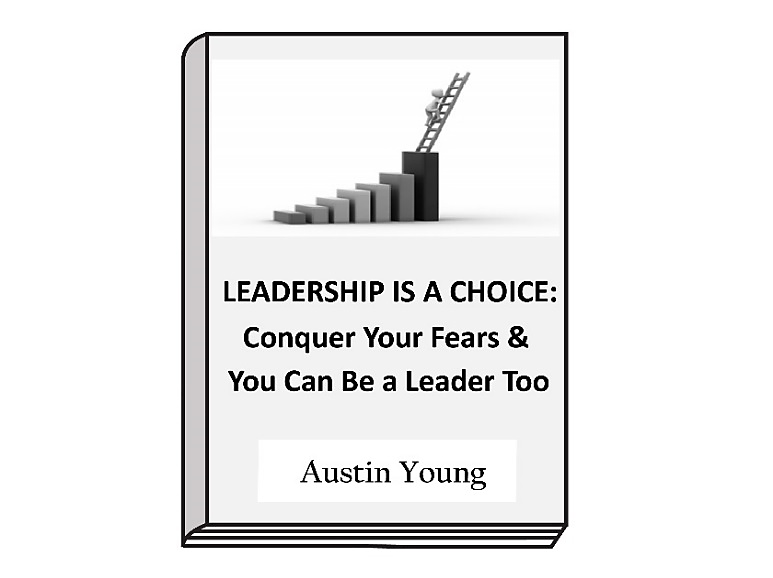 LEADERSHIP IS A CHOICE:
Conquer Your Fears &
You Can Be a Leader Too
Austin Young